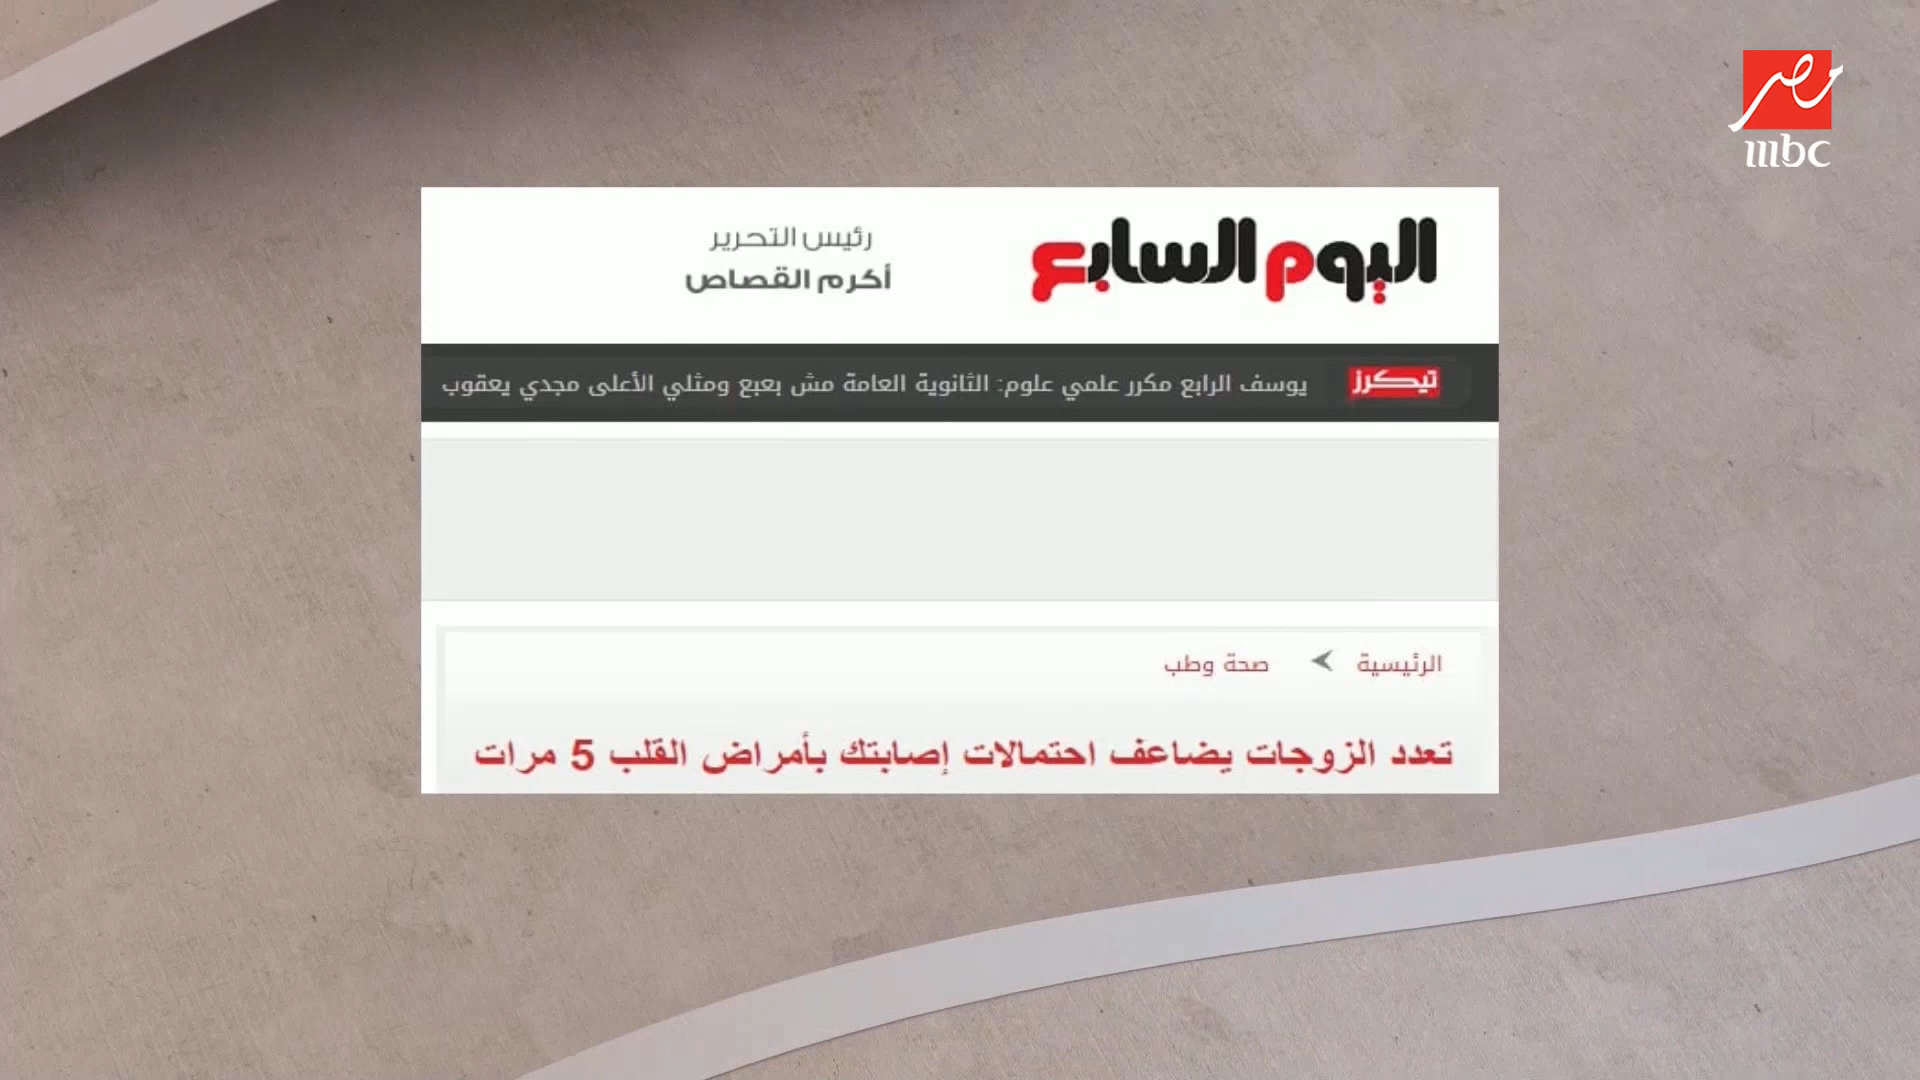 مصر
mbc
اليوم السابع
رئيس التحرير
أكرم القصاص
تيكرز
يوسف الرابع مكرر علمي علوم: الثانوية العامة مش بعبع ومثلي الأعلى مجدي يعقوب
الرئيسية > صحة وطب
تعدد الزوجات يضاعف احتمالات إصابتك بأمراض القلب 5 مرات